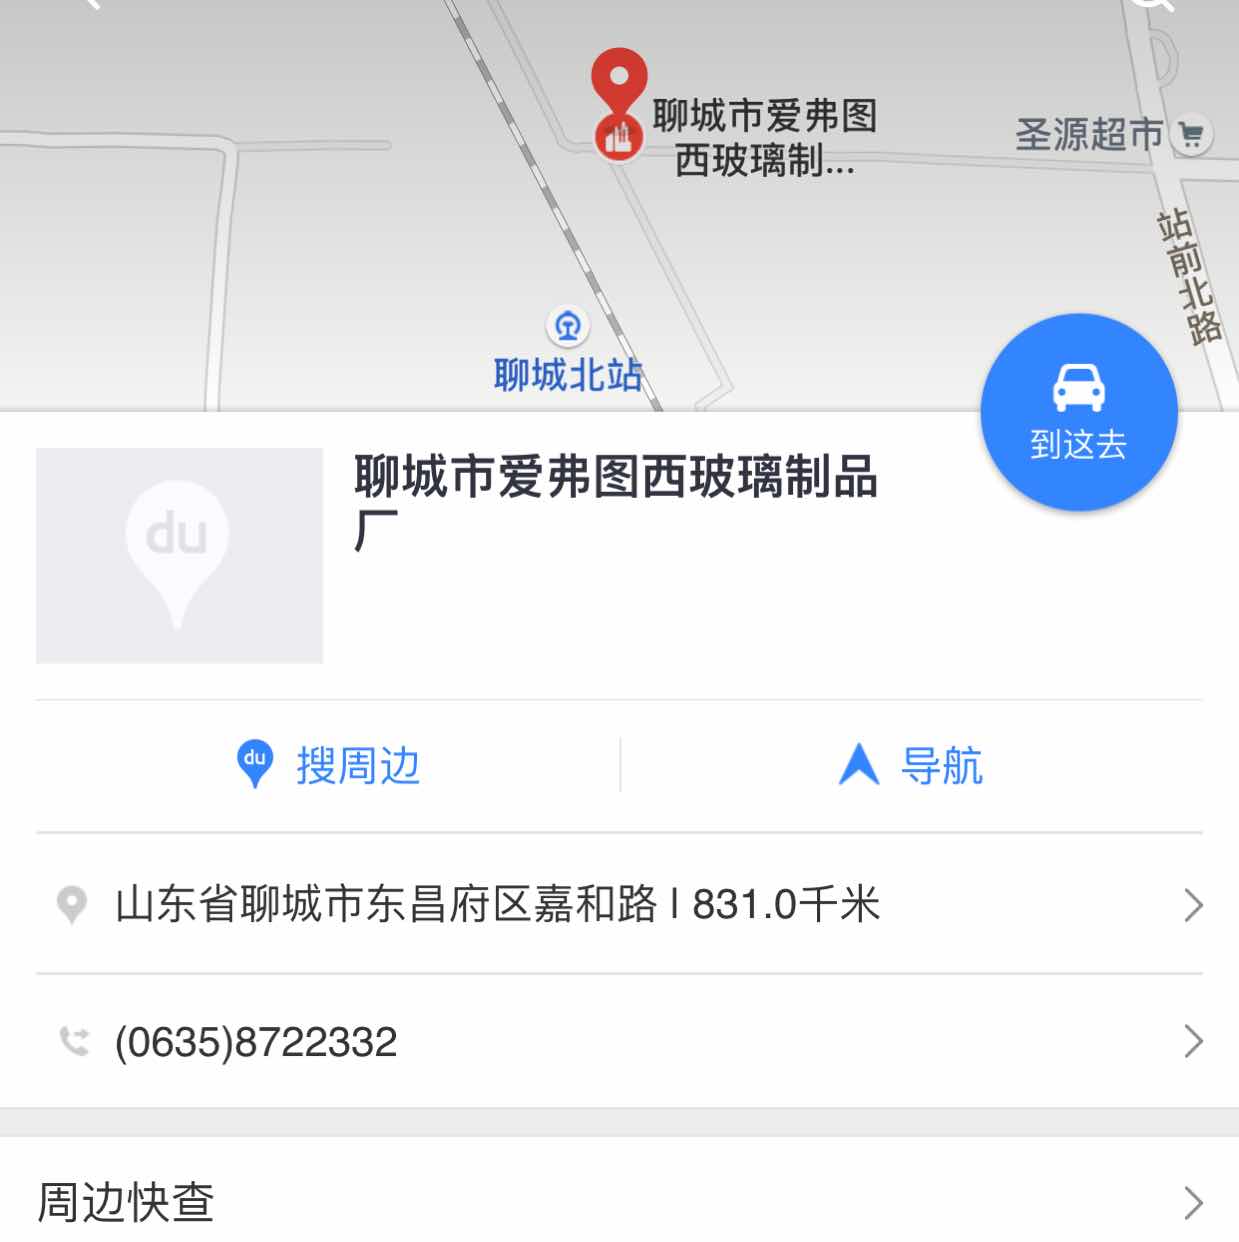 聊城市爱弗图
西玻璃制...
圣源超市
站前北路
聊城北站
到这去
du
聊城市爱弗图西玻璃制品
厂
du
搜周边
导航
山东省聊城市东昌府区嘉和路 | 831.0千米
(0635)8722332
周边快查